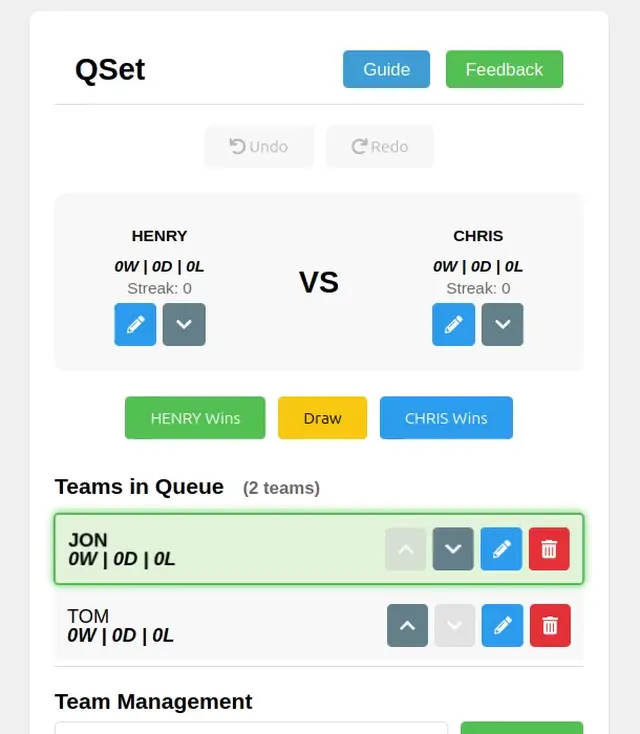 QSet
Guide
Feedback
Undo
Redo
HENRY
0W | 0D | 0L
Streak: 0
VS
CHRIS
0W | 0D | 0L
Streak: 0
HENRY Wins
Draw
CHRIS Wins
Teams in Queue (2 teams)
JON
0W | 0D | 0L
TOM
0W | 0D | 0L
Team Management